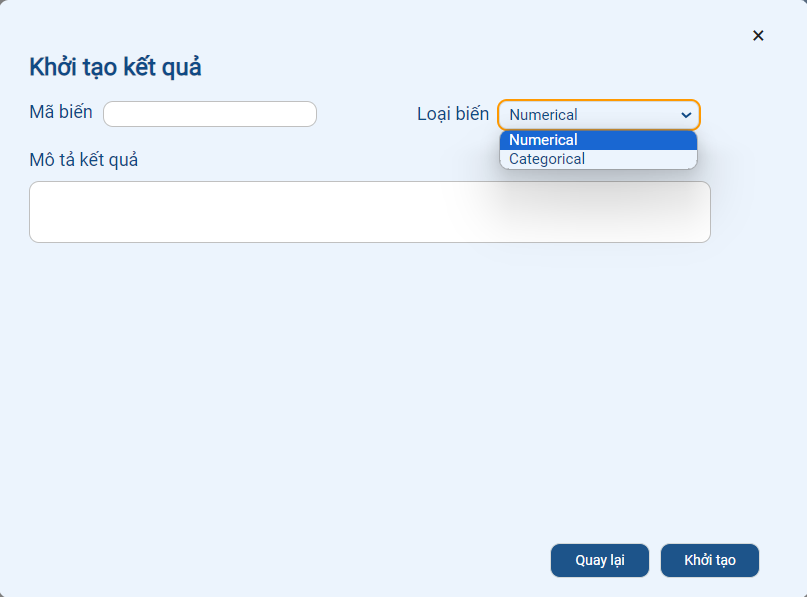 ×
Khởi tạo kết quả
Mã biến
Loại biến Numerical
Numerical
Categorical
Mô tả kết quả
Quay lại Khởi tạo